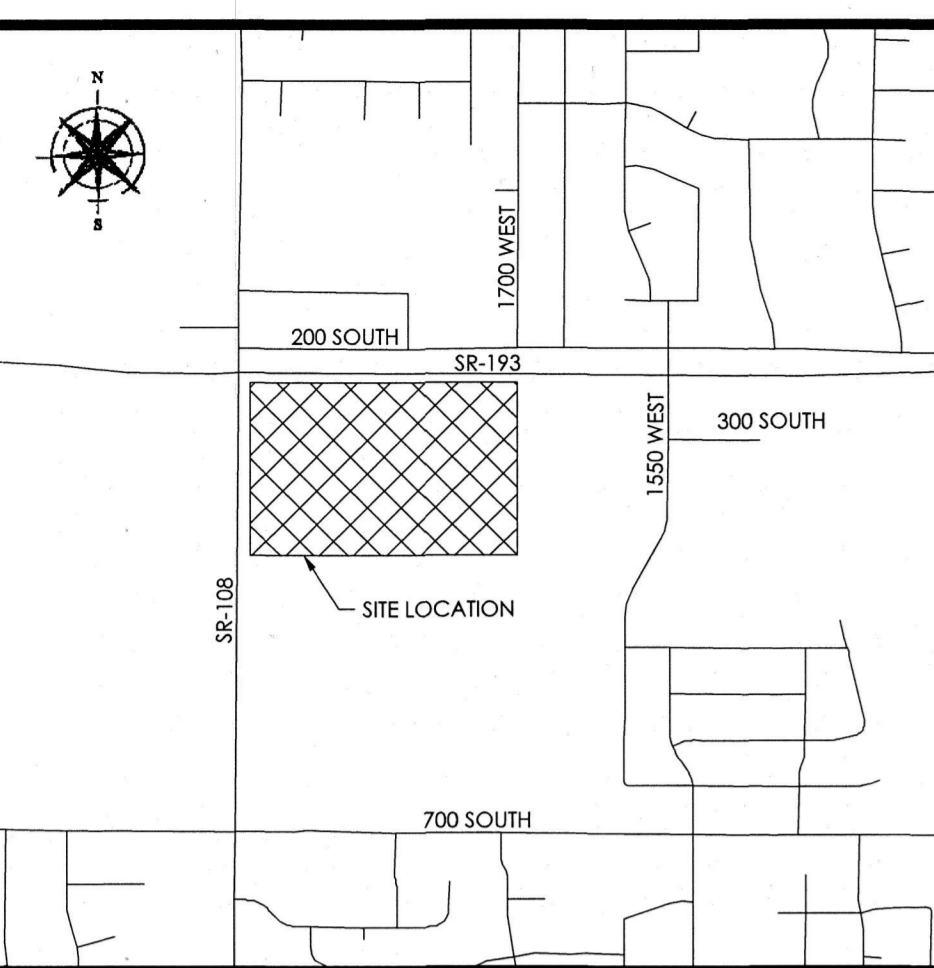 N
S
1700 WEST
200 SOUTH
SR-193
1550 WEST
300 SOUTH
SITE LOCATION
SR-108
700 SOUTH